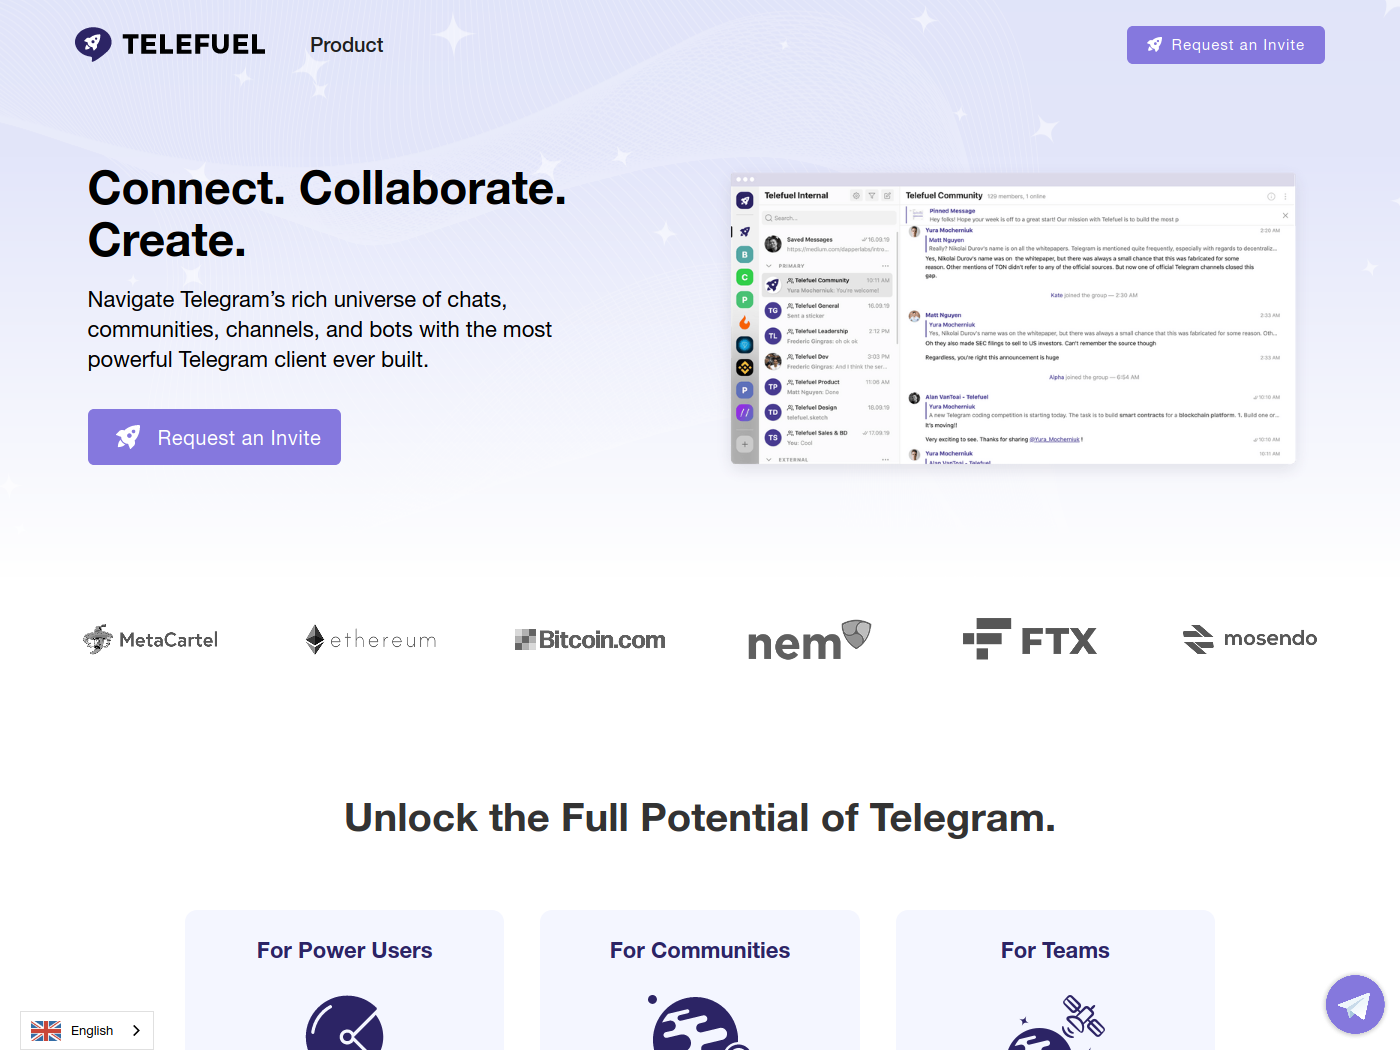 TELEFUEL
Product
Request an Invite
Connect. Collaborate.
Create.
Navigate Telegram’s rich universe of chats,
communities, channels, and bots with the most
powerful Telegram client ever built.
Request an Invite
Telefuel Internal
Search...
Saved Messages
16.09.19
https://medium.com/dapperlabs/intro...
PRIMARY
Telefuel Community
10:11 AM
Yura Mocherniuk: You're welcome!
TG
Telefuel General
16.09.19
Sent a sticker
TL
Telefuel Leadership
2:12 PM
Frederic Gingras: oh ok ok
Telefuel Dev
3:03 PM
Frederic Gingras: And I think the ser...
TP
Telefuel Product
11:06 AM
Matt Nguyen: Done
TD
Telefuel Design
16.09.19
telefuel.sketch
TS
Telefuel Sales & BD
17.09.19
You: Cool
EXTERNAL
B
C
P
P
Telefuel Community 129 members, 1 online
Pinned Message
Hey folks! Hope your week is off to a great start! Our mission with Telefuel is to build the most p
Yura Mocherniuk
2:20 AM
Matt Nguyen
Really? Nikolai Durov's name is on all the whitepapers. Telegram is mentioned quite frequently, especially with regards to decentraliz...
Yes, Nikolai Durov's name was on the whitepaper, but there was always a small chance that this was fabricated for some
reason. Other mentions of TON didn't refer to any of the official sources. But now one of official Telegram channels closed this
gap.
Kate joined the group — 2:30 AM
Matt Nguyen
2:33 AM
Yura Mocherniuk
Yes, Nikolai Durov's name was on the whitepaper, but there was always a small chance that this was fabricated for some reason. Oth...
Oh they also made SEC filings to sell to US investors. Can't remember the source though
Regardless, you're right this announcement is huge
2:33 AM
Alpha joined the group — 6:54 AM
Alan VanToai - Telefuel
10:16 AM
Yura Mocherniuk
A new Telegram coding competition is starting today. The task is to build smart contracts for a blockchain platform. 1. Build one or...
It's moving!!
Very exciting to see. Thanks for sharing @Yura_Mocherniuk !
10:16 AM
Yura Mocherniuk
10:11 AM
Alan VanToai - Telefuel
MetaCartel
ethereum
Bitcoin.com
nem
FTX
mosendo
Unlock the Full Potential of Telegram.
For Power Users
For Communities
For Teams
English